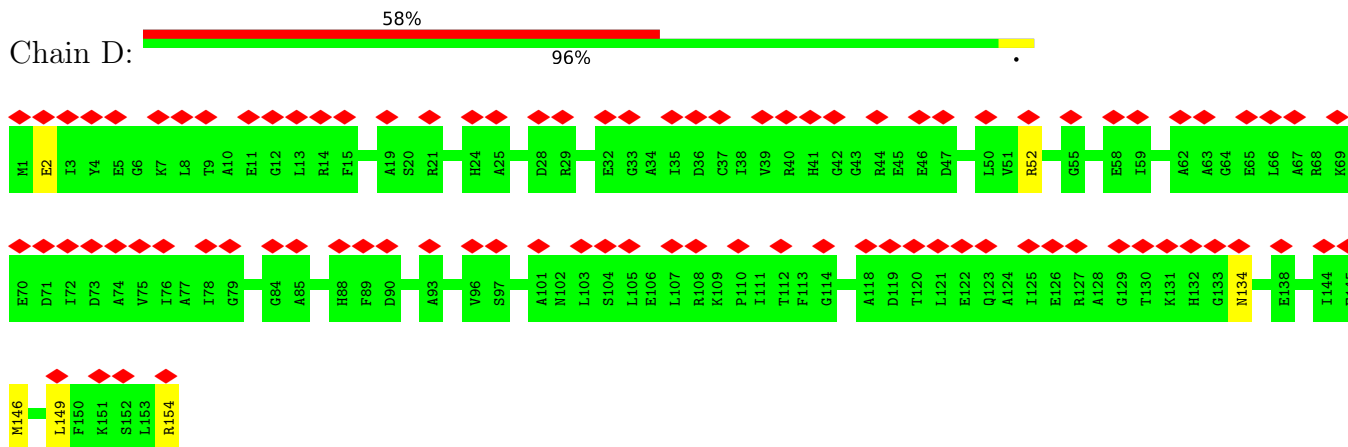 58%
Chain D:
96% .
M1 E2 I3 Y4 E5 G6 K7 L8 T9 A10 E11 G12 L13 R14 F15 A19 S20 R21 H24 A25 D28 R29 E32 G33 A34 I35 D36 C37 I38 V39 R40 H41 G42 G43 R44 E45 E46 D47 L50 V51 R52 G55 E58 I59 A62 A63 G64 E65 L66 A67 R68 K69
E70 D71 I72 D73 A74 V75 I76 A77 I78 G79 G84 A85 H88 F89 D90 A93 V96 S97 A101 N102 L103 S104 L105 E106 L107 R108 K109 P110 I111 T112 F113 G114 A118 D119 T120 L121 E122 Q123 A124 I125 E126 R127 A128 G129 T130 K131 H132 G133 N134 E138 I144
M146 L149 F150 K151 S152 L153 R154